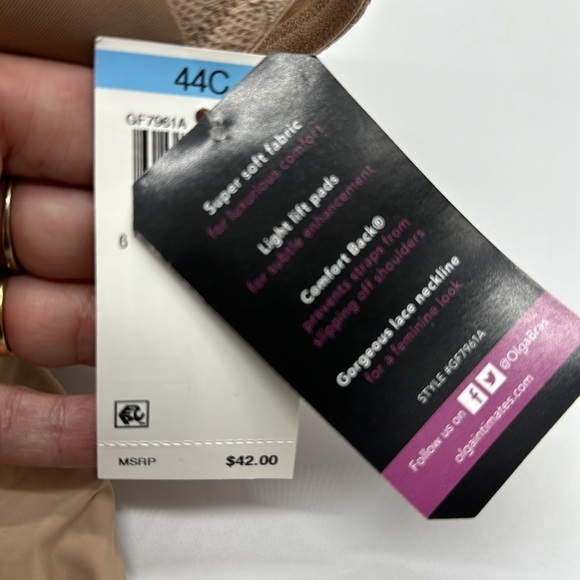 44C
GF7961A
6
MSRP $42.00
Super soft fabric
for luxurious comfort
Light lift pads
for subtle enhancement
Comfort Back®
prevents straps from
slipping off shoulders
Gorgeous lace neckline
for a feminine look
STYLE #GF7961A
Follow us on @OlgaBras
olgaintimates.com